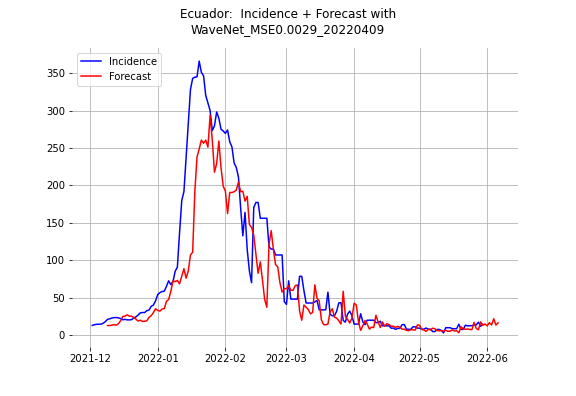 Ecuador:  Incidence + Forecast with
WaveNet_MSE0.0029_20220409
Incidence
Forecast
350
300
250
200
150
100
50
0
2021-12 2022-01 2022-02 2022-03 2022-04 2022-05 2022-06